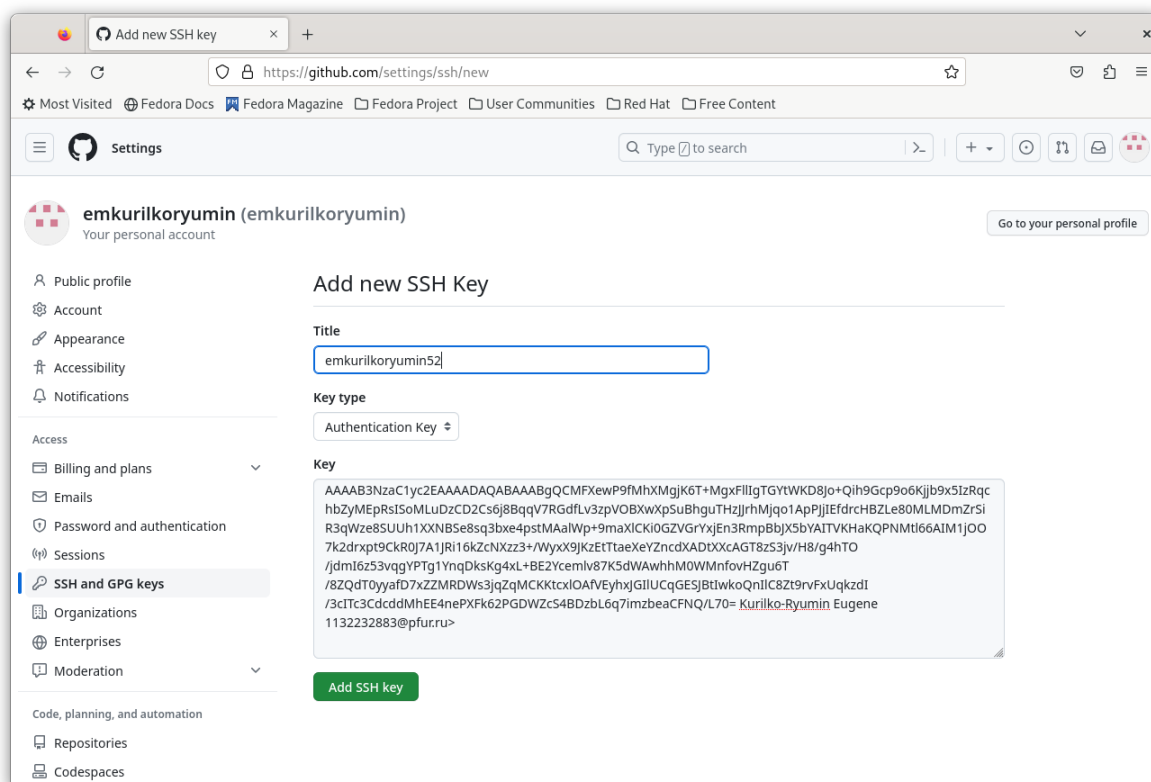 Add new SSH key
https://github.com/settings/ssh/new
Most Visited Fedora Docs Fedora Magazine Fedora Project User Communities Red Hat Free Content
Settings
Type / to search
emkurilkoryumin (emkurilkoryumin)
Your personal account
Go to your personal profile
Public profile
Account
Appearance
Accessibility
Notifications
Access
Billing and plans
Emails
Password and authentication
Sessions
SSH and GPG keys
Organizations
Enterprises
Moderation
Code, planning, and automation
Repositories
Codespaces
Add new SSH Key
Title
emkurilkoryumin52
Key type
Authentication Key
Key
AAAAB3NzaC1yc2EAAAADAQABAAABgQCMFXewP9fMhXMgjK6T+MgxFllIgTGYtWKD8Jo+Qih9Gcp9o6Kjjb9x5IzRqc
hbZyMEpRsISoMLuDzCD2Cs6j8BqqV7RGdfLv3zpVOBXwXpSuBhguTHzJJrhMjqo1ApPJjIEfdrcHBZLe80MLMDmZrSi
R3qWze8SUUh1XXNBSe8sq3bxe4pstMAalWp+9maXlCKi0GZVGrYxjEn3RmpBbJX5bYAITVKHaKQPNMtl66AIM1jOO
7k2drxpt9CkR0J7A1JRi16kZcNXzz3+/WyxX9JKzEtTtaeXeYZncdXADtXXcAGT8zS3jv/H8/g4hTO
/jdmI6z53vqgYPTg1YnqDksKg4xL+BE2Ycemlv87K5dWAwhhM0WMnfovHZgu6T
/8ZQdT0yyafD7xZZMRDWs3jqZqMCKKtcxlOAfVEyhxJGIlUCqGESJBtIwkoQnIlC8Zt9rvFxUqkzdI
/3cITc3CdcddMhEE4nePXFk62PGDWZcS4BDzbL6q7imzbeaCFNQ/L70= Kurilko-Ryumin Eugene
1132232883@pfur.ru>
Add SSH key